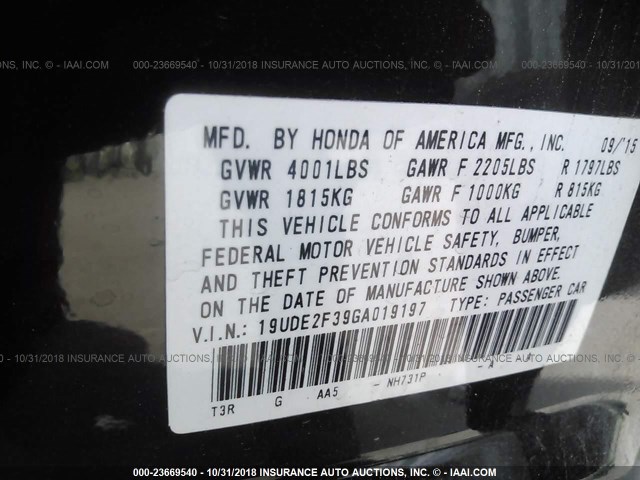 INC. © - IAAI.COM 000-23669540 - 10/31/2018 INSURANCE AUTO AUCTIONS, INC. © - IAAI.COM 000-23669540 - 10/31/2018 INSURANCE AUTO AU
MFD. BY HONDA OF AMERICA MFG., INC. 09/'15
GVWR 4001LBS GAWR F 2205LBS R 1797LBS
GVWR 1815KG GAWR F 1000KG R 815KG
THIS VEHICLE CONFORMS TO ALL APPLICABLE
FEDERAL MOTOR VEHICLE SAFETY, BUMPER,
AND THEFT PREVENTION STANDARDS IN EFFECT
ON THE DATE OF MANUFACTURE SHOWN ABOVE.
V.I.N.: 19UDE2F39GA019197 TYPE: PASSENGER CAR
T3R G AA5 - NH731P - A
000-23669540 - 10/31/2018 INSURANCE AUTO AUCTIONS, INC. © - IAAI.COM